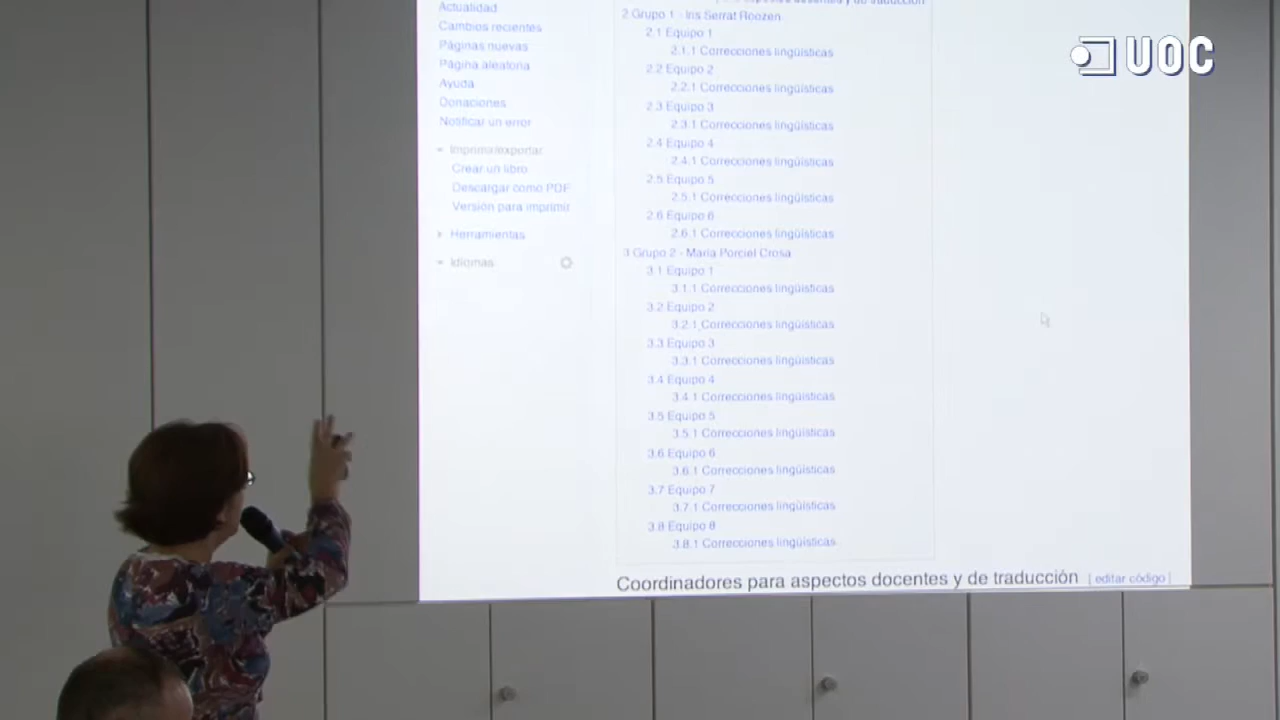 Actualidad
Cambios recientes
Páginas nuevas
Página aleatoria
Ayuda
Donaciones
Notificar un error
Imprimir/exportar
Crear un libro
Descargar como PDF
Versión para imprimir
Herramientas
Idiomas
aspectos docentes y de traducción
2 Grupo 1 - Iris Serrat Roozen
2.1 Equipo 1
2.1.1 Correcciones lingüísticas
2.2 Equipo 2
2.2.1 Correcciones lingüísticas
2.3 Equipo 3
2.3.1 Correcciones lingüísticas
2.4 Equipo 4
2.4.1 Correcciones lingüísticas
2.5 Equipo 5
2.5.1 Correcciones lingüísticas
2.6 Equipo 6
2.6.1 Correcciones lingüísticas
3 Grupo 2 - Maria Porciel Crosa
3.1 Equipo 1
3.1.1 Correcciones lingüísticas
3.2 Equipo 2
3.2.1 Correcciones lingüísticas
3.3 Equipo 3
3.3.1 Correcciones lingüísticas
3.4 Equipo 4
3.4.1 Correcciones lingüísticas
3.5 Equipo 5
3.5.1 Correcciones lingüísticas
3.6 Equipo 6
3.6.1 Correcciones lingüísticas
3.7 Equipo 7
3.7.1 Correcciones lingüísticas
3.8 Equipo 8
3.8.1 Correcciones lingüísticas
Coordinadores para aspectos docentes y de traducción [ editar código ]
UOC